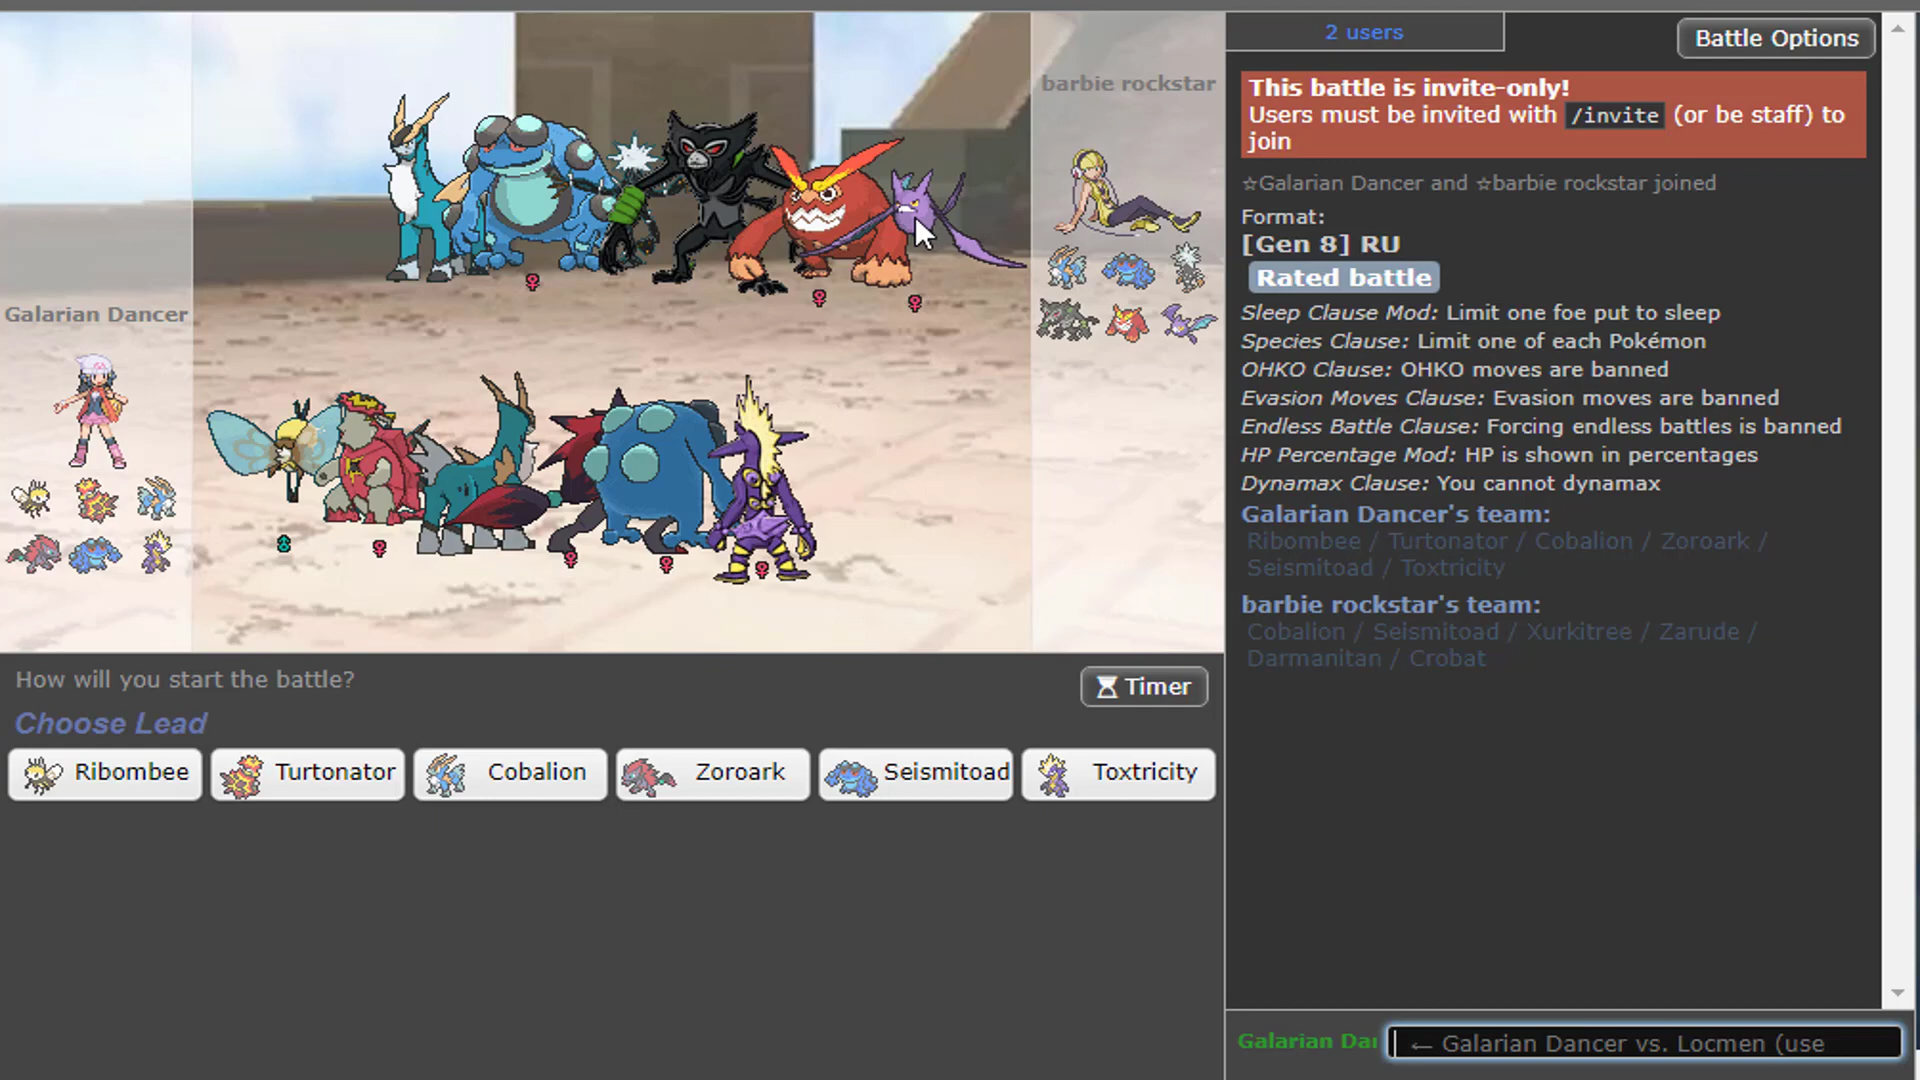 2 users
Battle Options
This battle is invite-only!
Users must be invited with /invite (or be staff) to
join
☆Galarian Dancer and ☆barbie rockstar joined
Format:
[Gen 8] RU
Rated battle
Sleep Clause Mod: Limit one foe put to sleep
Species Clause: Limit one of each Pokémon
OHKO Clause: OHKO moves are banned
Evasion Moves Clause: Evasion moves are banned
Endless Battle Clause: Forcing endless battles is banned
HP Percentage Mod: HP is shown in percentages
Dynamax Clause: You cannot dynamax
Galarian Dancer's team:
Ribombee / Turtonator / Cobalion / Zoroark /
Seismitoad / Toxtricity
barbie rockstar's team:
Cobalion / Seismitoad / Xurkitree / Zarude /
Darmanitan / Crobat
barbie rockstar
Galarian Dancer
How will you start the battle?
Timer
Choose Lead
Ribombee
Turtonator
Cobalion
Zoroark
Seismitoad
Toxtricity
Galarian Dan
← Galarian Dancer vs. Locmen (use